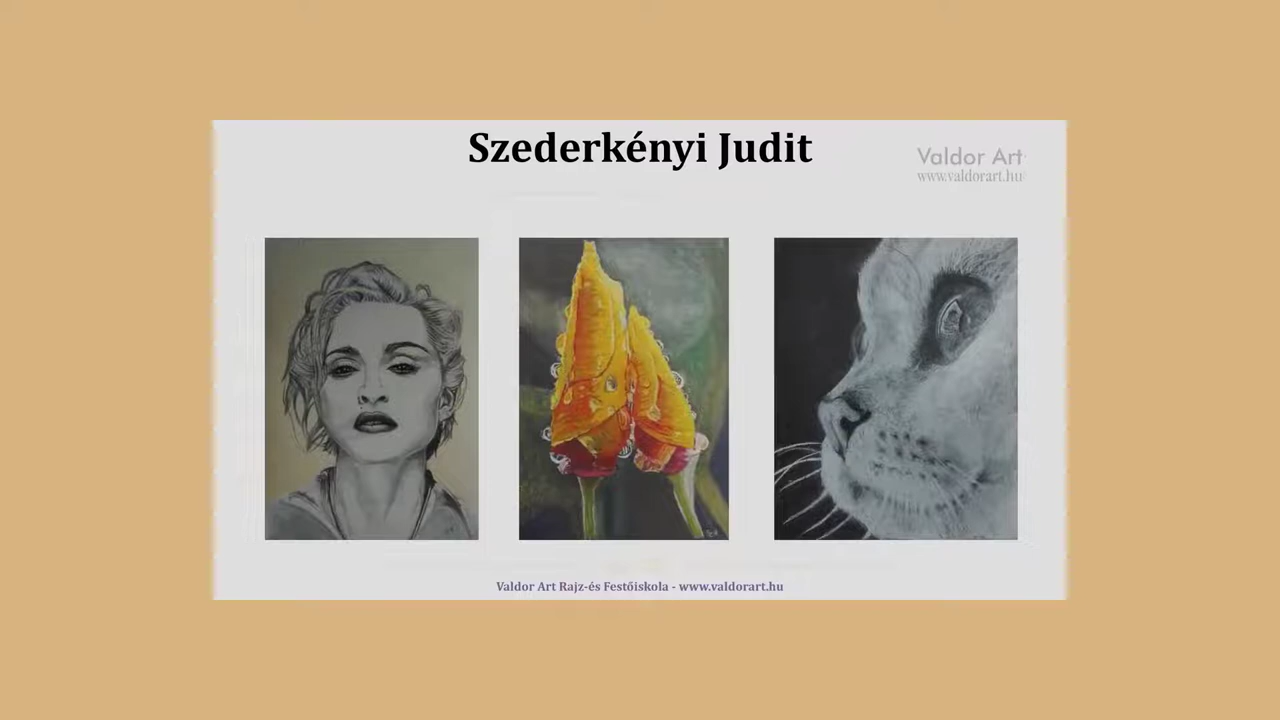 Szederkényi Judit
Valdor Art
www.valdorart.hu
Valdor Art Rajz-és Festőiskola - www.valdorart.hu